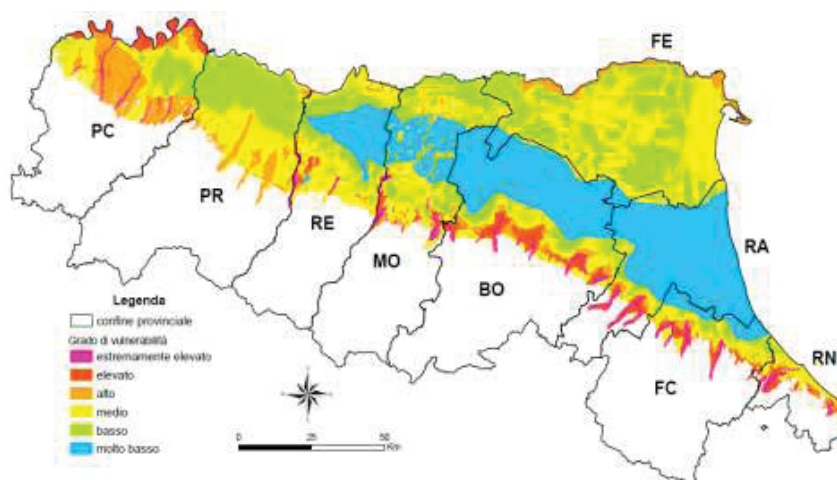 FE
PC
PR
RE
MO
BO
RA
FC
RN
Legenda
confine provinciale
Grado di vulnerabilità
estremamente elevato
elevato
alto
medio
basso
molto basso
0 25 50
Km